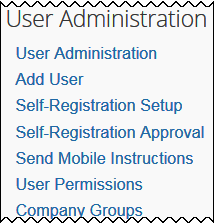 User Administration
User Administration
Add User
Self-Registration Setup
Self-Registration Approval
Send Mobile Instructions
User Permissions
Company Groups